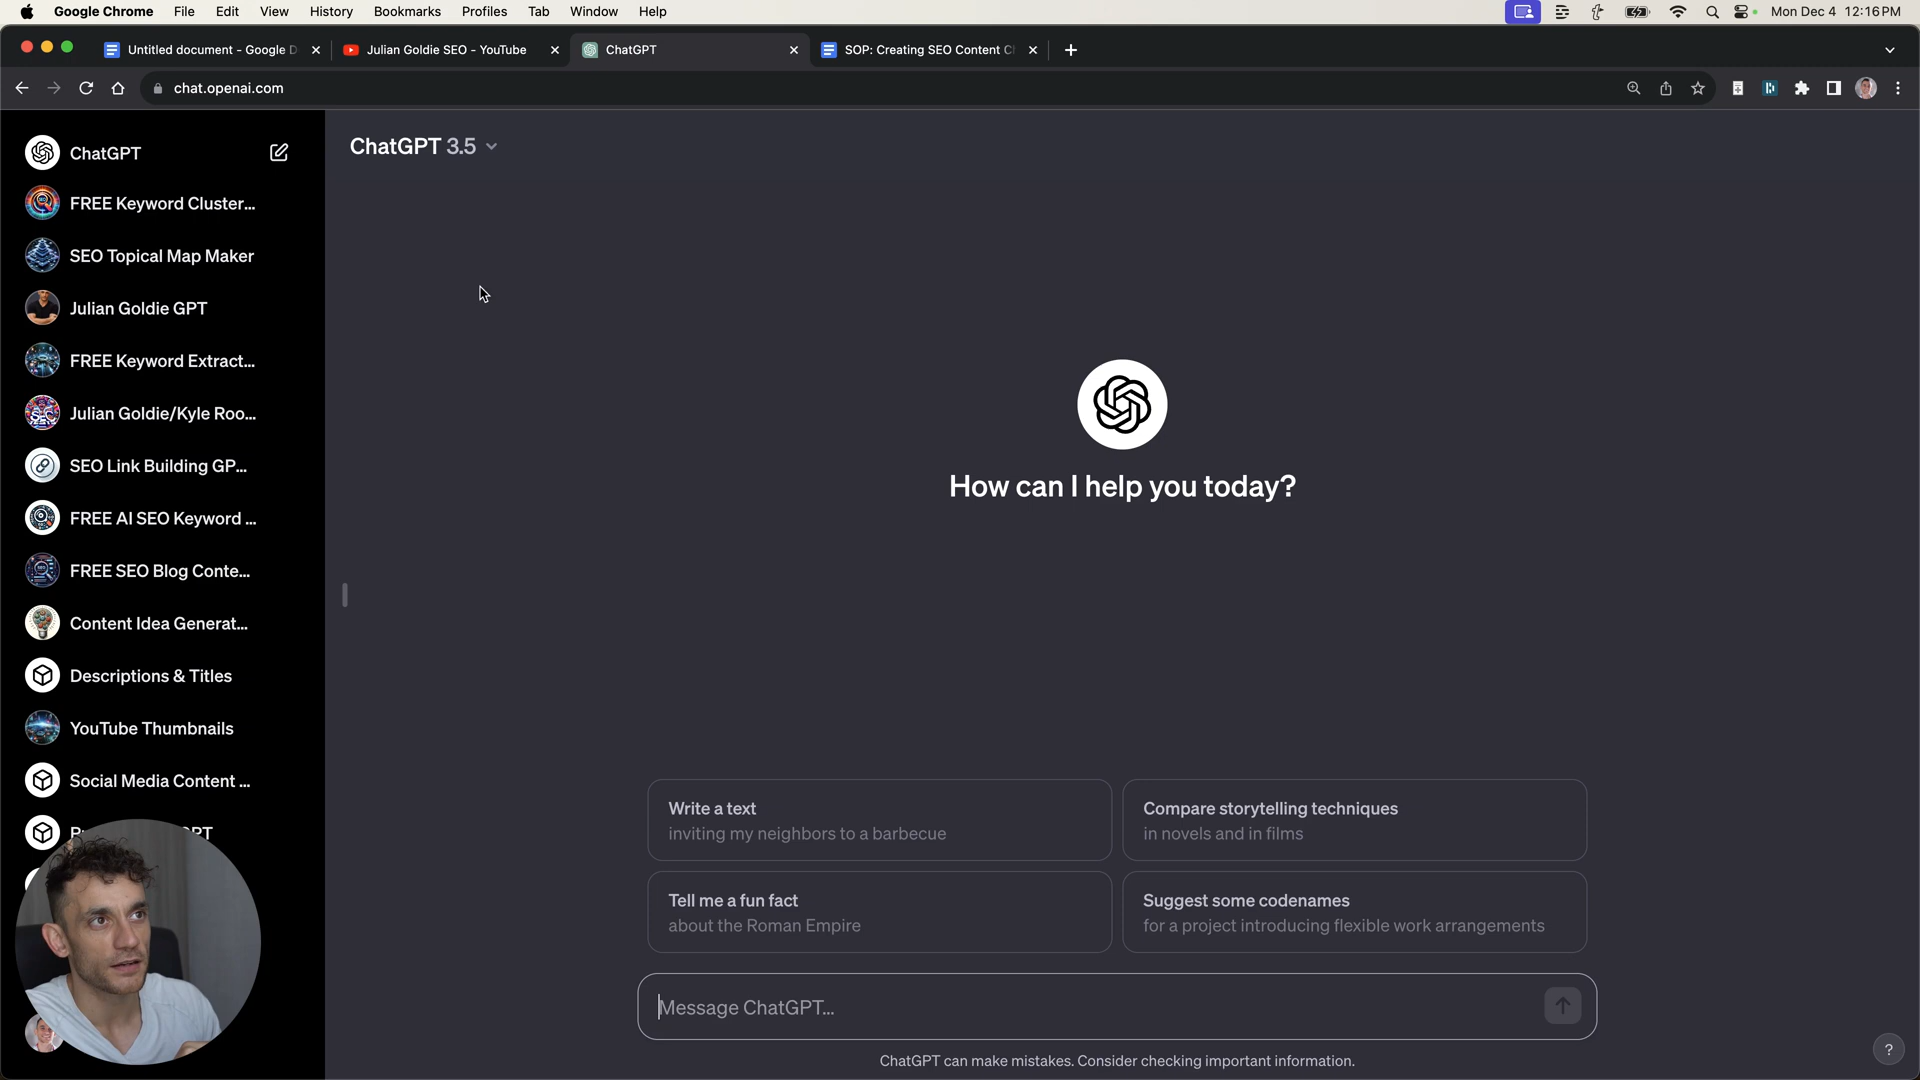 Google Chrome File Edit View History Bookmarks Profiles Tab Window Help Mon Dec 4 12:16 PM
Untitled document - Google D Julian Goldie SEO - YouTube ChatGPT SOP: Creating SEO Content C
chat.openai.com
ChatGPT
FREE Keyword Cluster...
SEO Topical Map Maker
Julian Goldie GPT
FREE Keyword Extract...
Julian Goldie/Kyle Roo...
SEO Link Building GP...
FREE AI SEO Keyword ...
FREE SEO Blog Conte...
Content Idea Generat...
Descriptions & Titles
YouTube Thumbnails
Social Media Content ...
ChatGPT 3.5
How can I help you today?
Write a text
inviting my neighbors to a barbecue
Compare storytelling techniques
in novels and in films
Tell me a fun fact
about the Roman Empire
Suggest some codenames
for a project introducing flexible work arrangements
Message ChatGPT...
ChatGPT can make mistakes. Consider checking important information.
?